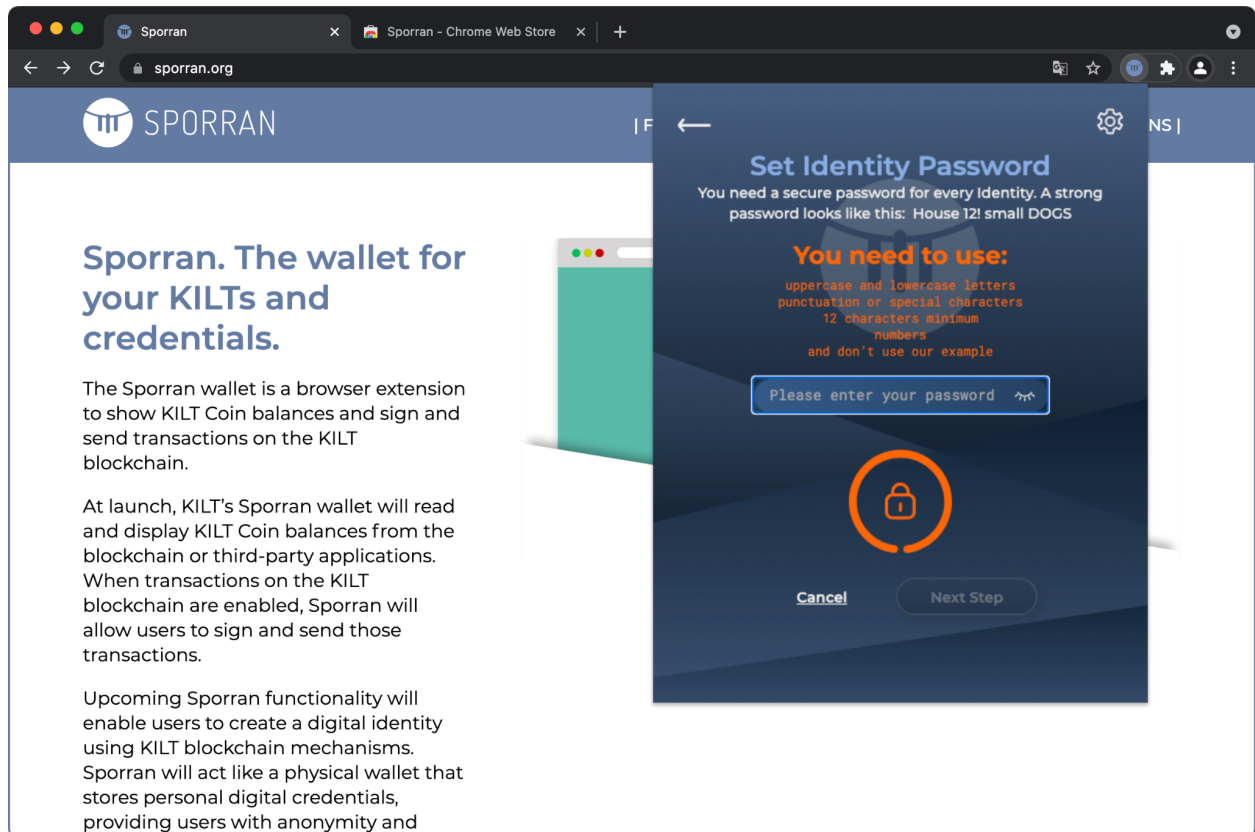 Sporran
Sporran - Chrome Web Store
sporran.org
SPORRAN
| F
NS |
Sporran. The wallet for
your KILTs and
credentials.
The Sporran wallet is a browser extension
to show KILT Coin balances and sign and
send transactions on the KILT
blockchain.
At launch, KILT’s Sporran wallet will read
and display KILT Coin balances from the
blockchain or third-party applications.
When transactions on the KILT
blockchain are enabled, Sporran will
allow users to sign and send those
transactions.
Upcoming Sporran functionality will
enable users to create a digital identity
using KILT blockchain mechanisms.
Sporran will act like a physical wallet that
stores personal digital credentials,
providing users with anonymity and
Set Identity Password
You need a secure password for every Identity. A strong
password looks like this: House 12! small DOGS
You need to use:
uppercase and lowercase letters
punctuation or special characters
12 characters minimum
numbers
and don't use our example
Please enter your password
Cancel
Next Step